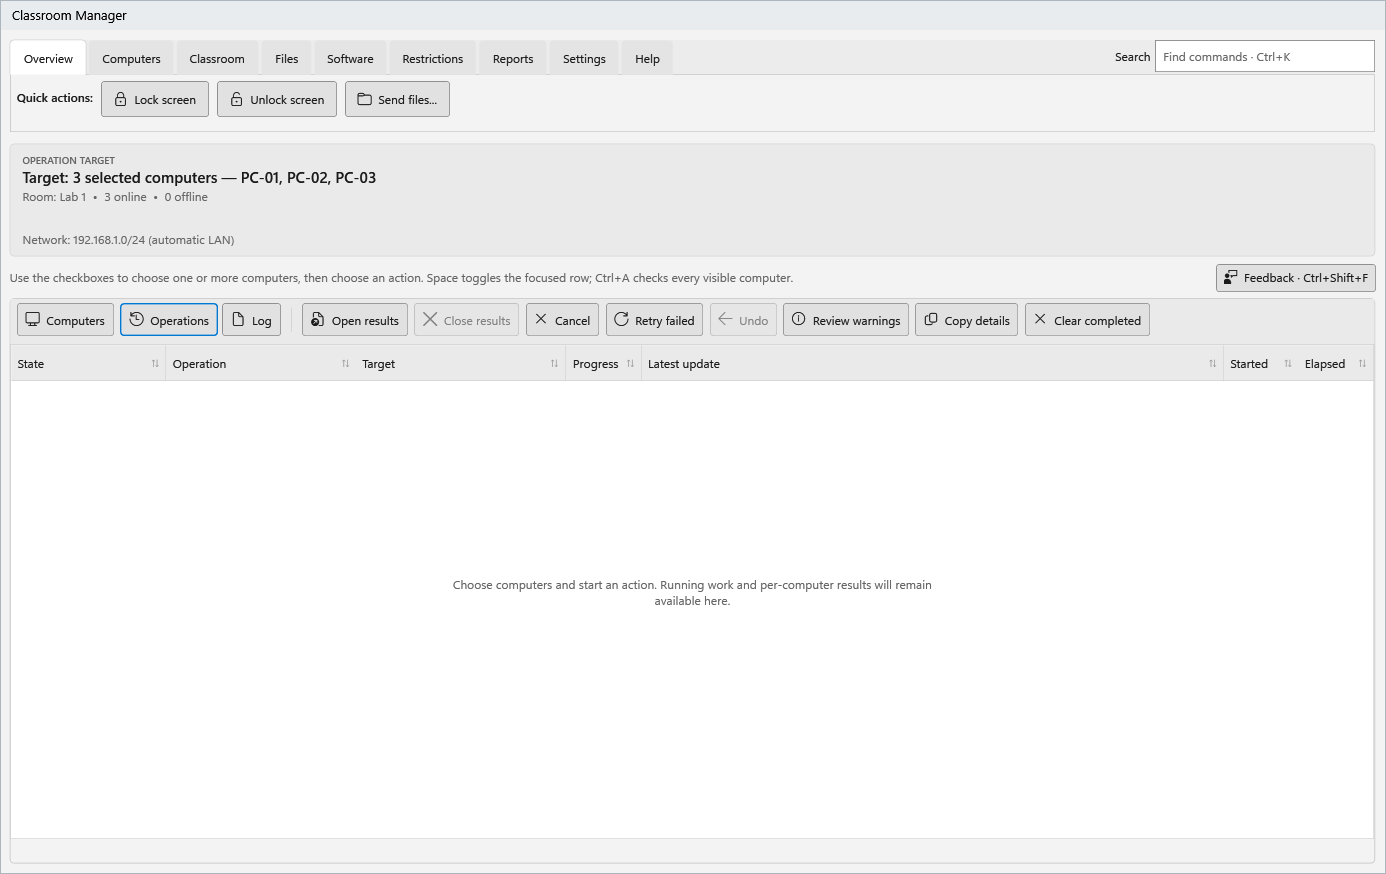 Classroom Manager
Overview Computers Classroom Files Software Restrictions Reports Settings Help Search Find commands · Ctrl+K
Quick actions: Lock screen Unlock screen Send files...
OPERATION TARGET
Target: 3 selected computers — PC-01, PC-02, PC-03
Room: Lab 1 • 3 online • 0 offline
Network: 192.168.1.0/24 (automatic LAN)
Use the checkboxes to choose one or more computers, then choose an action. Space toggles the focused row; Ctrl+A checks every visible computer. Feedback · Ctrl+Shift+F
Computers Operations Log Open results Close results Cancel Retry failed Undo Review warnings Copy details Clear completed
State Operation Target Progress Latest update Started Elapsed
Choose computers and start an action. Running work and per-computer results will remain
available here.